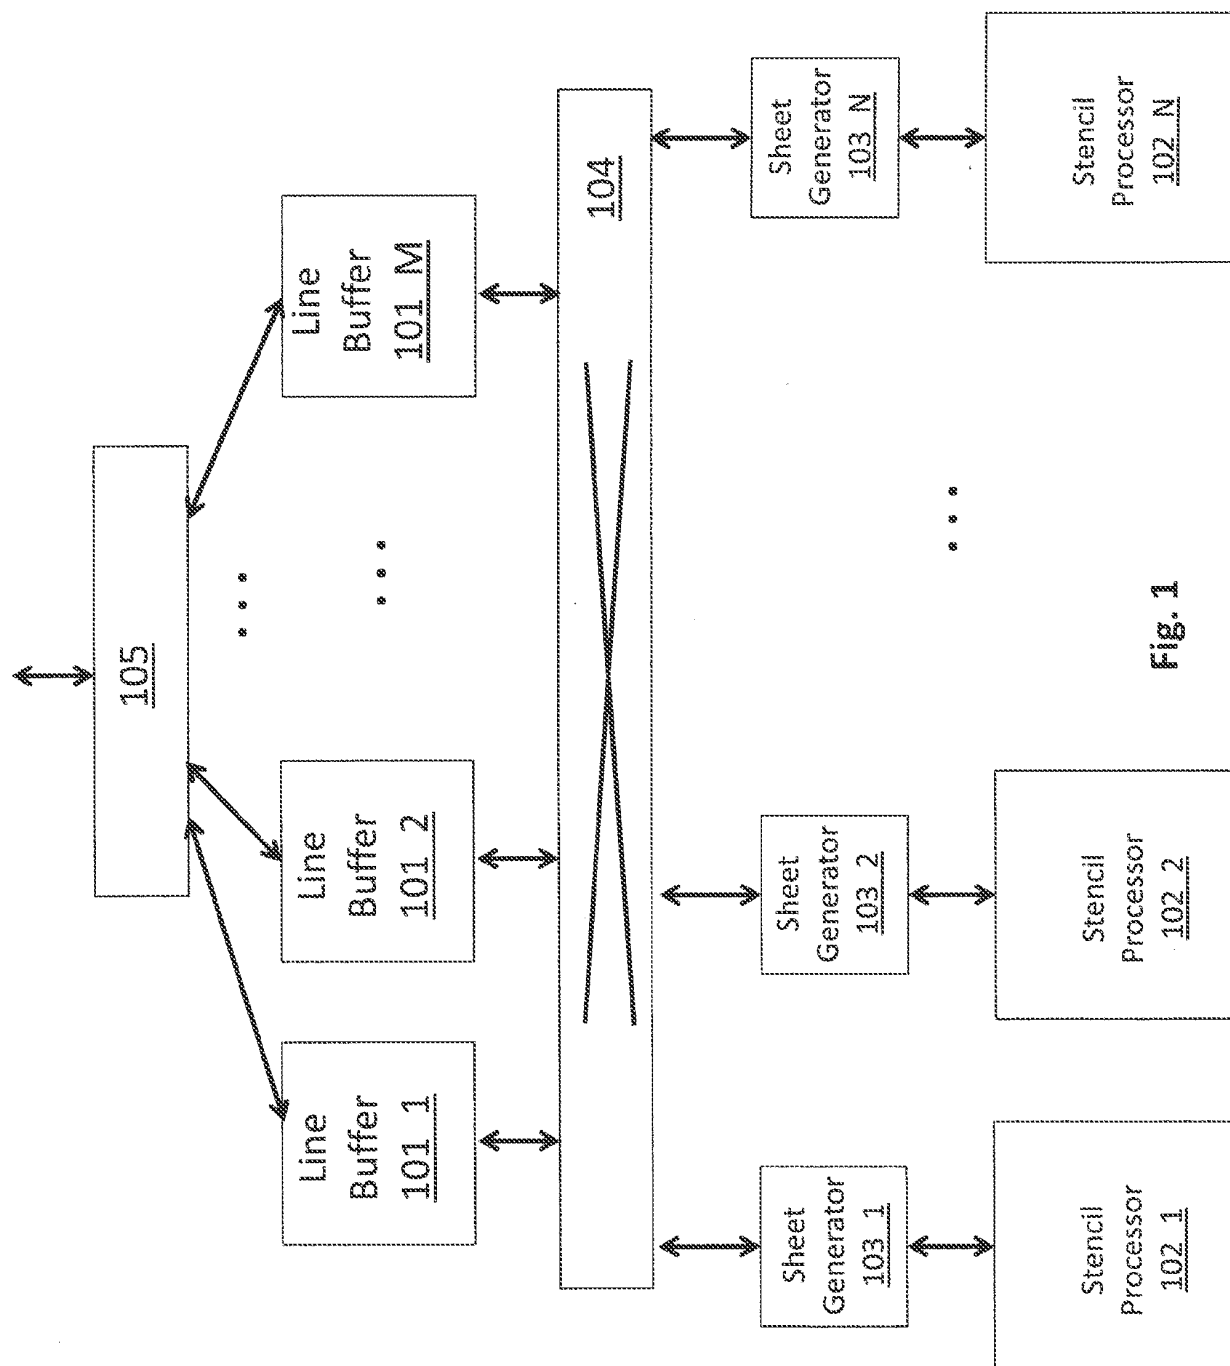 105
Line
Buffer
101_1
Line
Buffer
101_2
Line
Buffer
101_M
104
Sheet
Generator
103_1
Sheet
Generator
103_2
Sheet
Generator
103_N
Stencil
Processor
102_1
Stencil
Processor
102_2
Stencil
Processor
102_N
Fig. 1